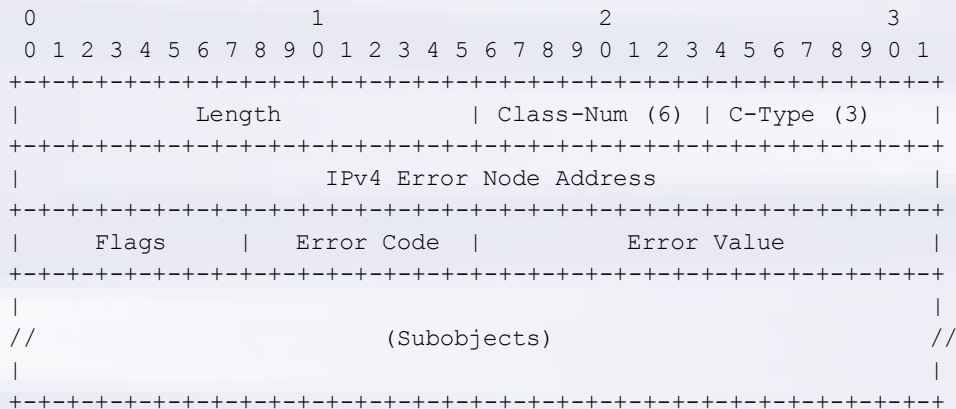 0                   1                   2                   3
0 1 2 3 4 5 6 7 8 9 0 1 2 3 4 5 6 7 8 9 0 1 2 3 4 5 6 7 8 9 0 1
+-+-+-+-+-+-+-+-+-+-+-+-+-+-+-+-+-+-+-+-+-+-+-+-+-+-+-+-+-+-+-+-+
|            Length             | Class-Num (6) | C-Type (3)    |
+-+-+-+-+-+-+-+-+-+-+-+-+-+-+-+-+-+-+-+-+-+-+-+-+-+-+-+-+-+-+-+-+
|                     IPv4 Error Node Address                   |
+-+-+-+-+-+-+-+-+-+-+-+-+-+-+-+-+-+-+-+-+-+-+-+-+-+-+-+-+-+-+-+-+
|     Flags     |   Error Code  |          Error Value          |
+-+-+-+-+-+-+-+-+-+-+-+-+-+-+-+-+-+-+-+-+-+-+-+-+-+-+-+-+-+-+-+-+
|                                                               |
//                        (Subobjects)                          //
|                                                               |
+-+-+-+-+-+-+-+-+-+-+-+-+-+-+-+-+-+-+-+-+-+-+-+-+-+-+-+-+-+-+-+-+